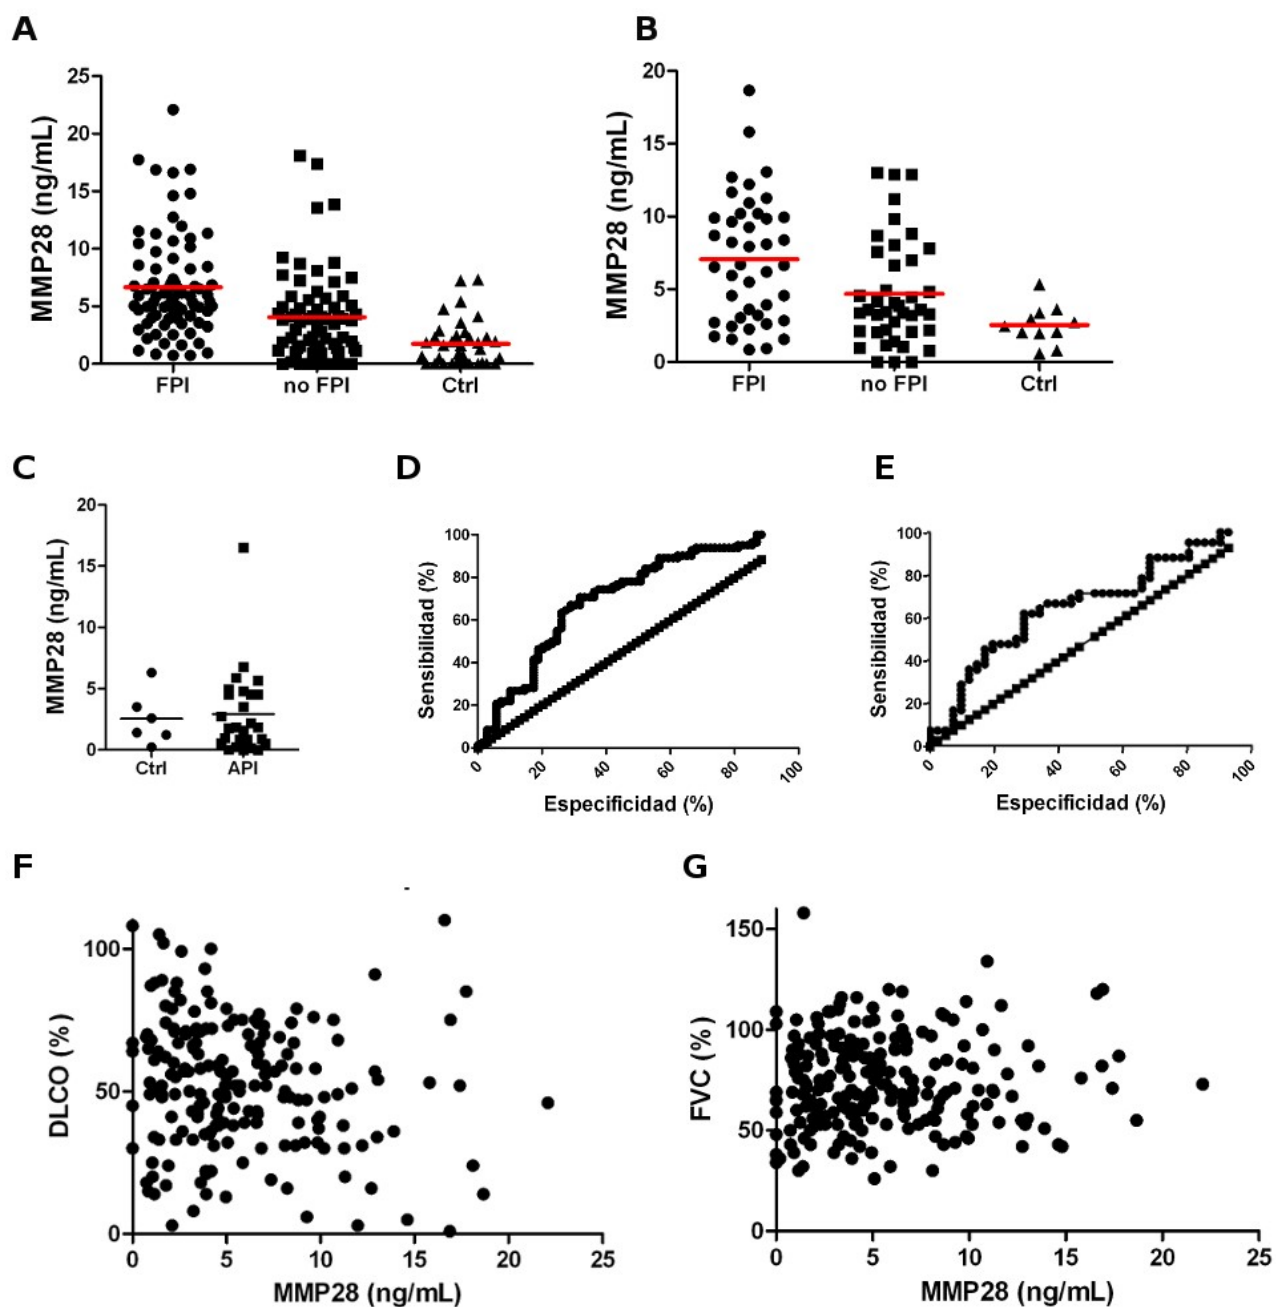 A
MMP28 (ng/mL)
25
20
15
10
5
0
FPI
no FPI
Ctrl
B
MMP28 (ng/mL)
20
15
10
5
0
FPI
no FPI
Ctrl
C
MMP28 (ng/mL)
20
15
10
5
0
Ctrl
API
D
Sensibilidad (%)
100
80
60
40
20
0
0
20
40
60
80
100
Especificidad (%)
E
Sensibilidad (%)
100
80
60
40
20
0
0
20
40
60
80
100
Especificidad (%)
F
DLCO (%)
100
50
0
0
5
10
15
20
25
MMP28 (ng/mL)
G
FVC (%)
150
100
50
0
0
5
10
15
20
25
MMP28 (ng/mL)